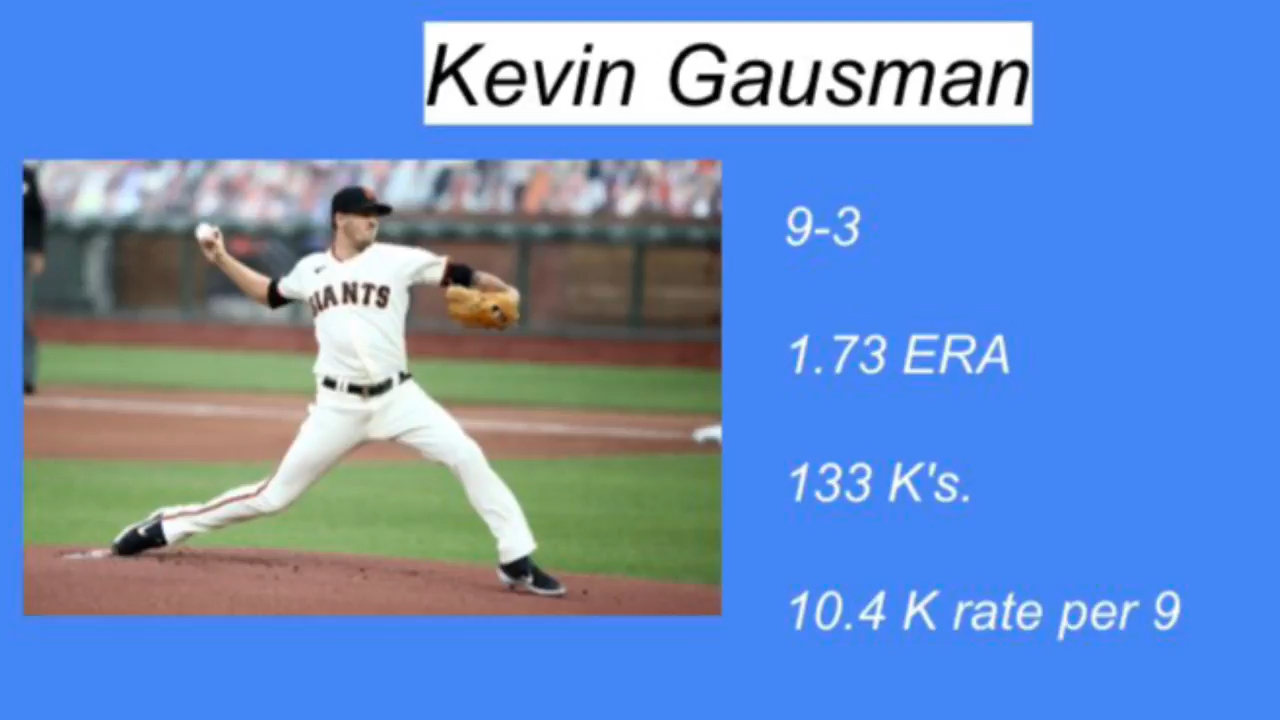 Kevin Gausman
GIANTS
9-3
1.73 ERA
133 K's.
10.4 K rate per 9